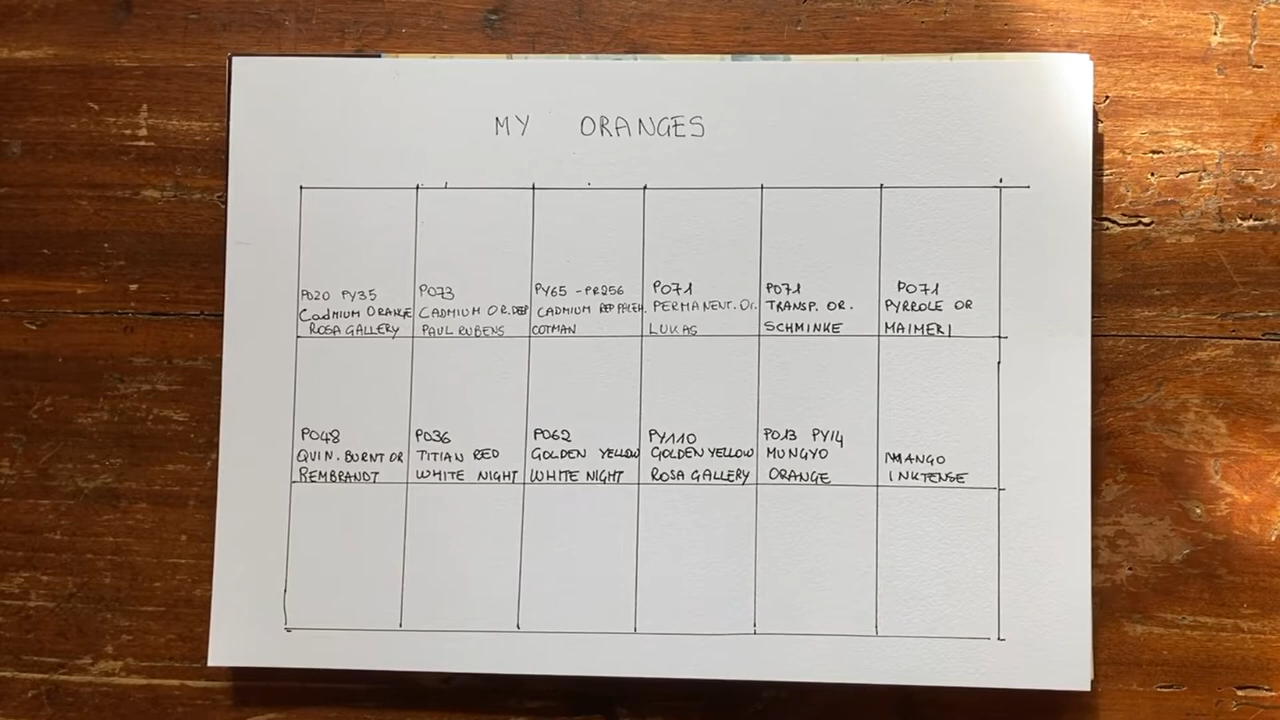 MY ORANGES
PO20 PY35
CADMIUM ORANGE
ROSA GALLERY
PO73
CADMIUM OR. DEEP
PAUL RUBENS
PY65 - PR256
CADMIUM RED PALE H.
COTMAN
PO71
PERMANENT. Or.
LUKAS
PO71
TRANSP. OR.
SCHMINKE
PO71
PYRROLE OR
MAIMERI
PO48
QUIN. BURNT OR
REMBRANDT
PO36
TITIAN RED
WHITE NIGHT
PO62
GOLDEN YELLOW
WHITE NIGHT
PY110
GOLDEN YELLOW
ROSA GALLERY
PO13 PY14
MUNGYO
ORANGE
MANGO
INKTENSE